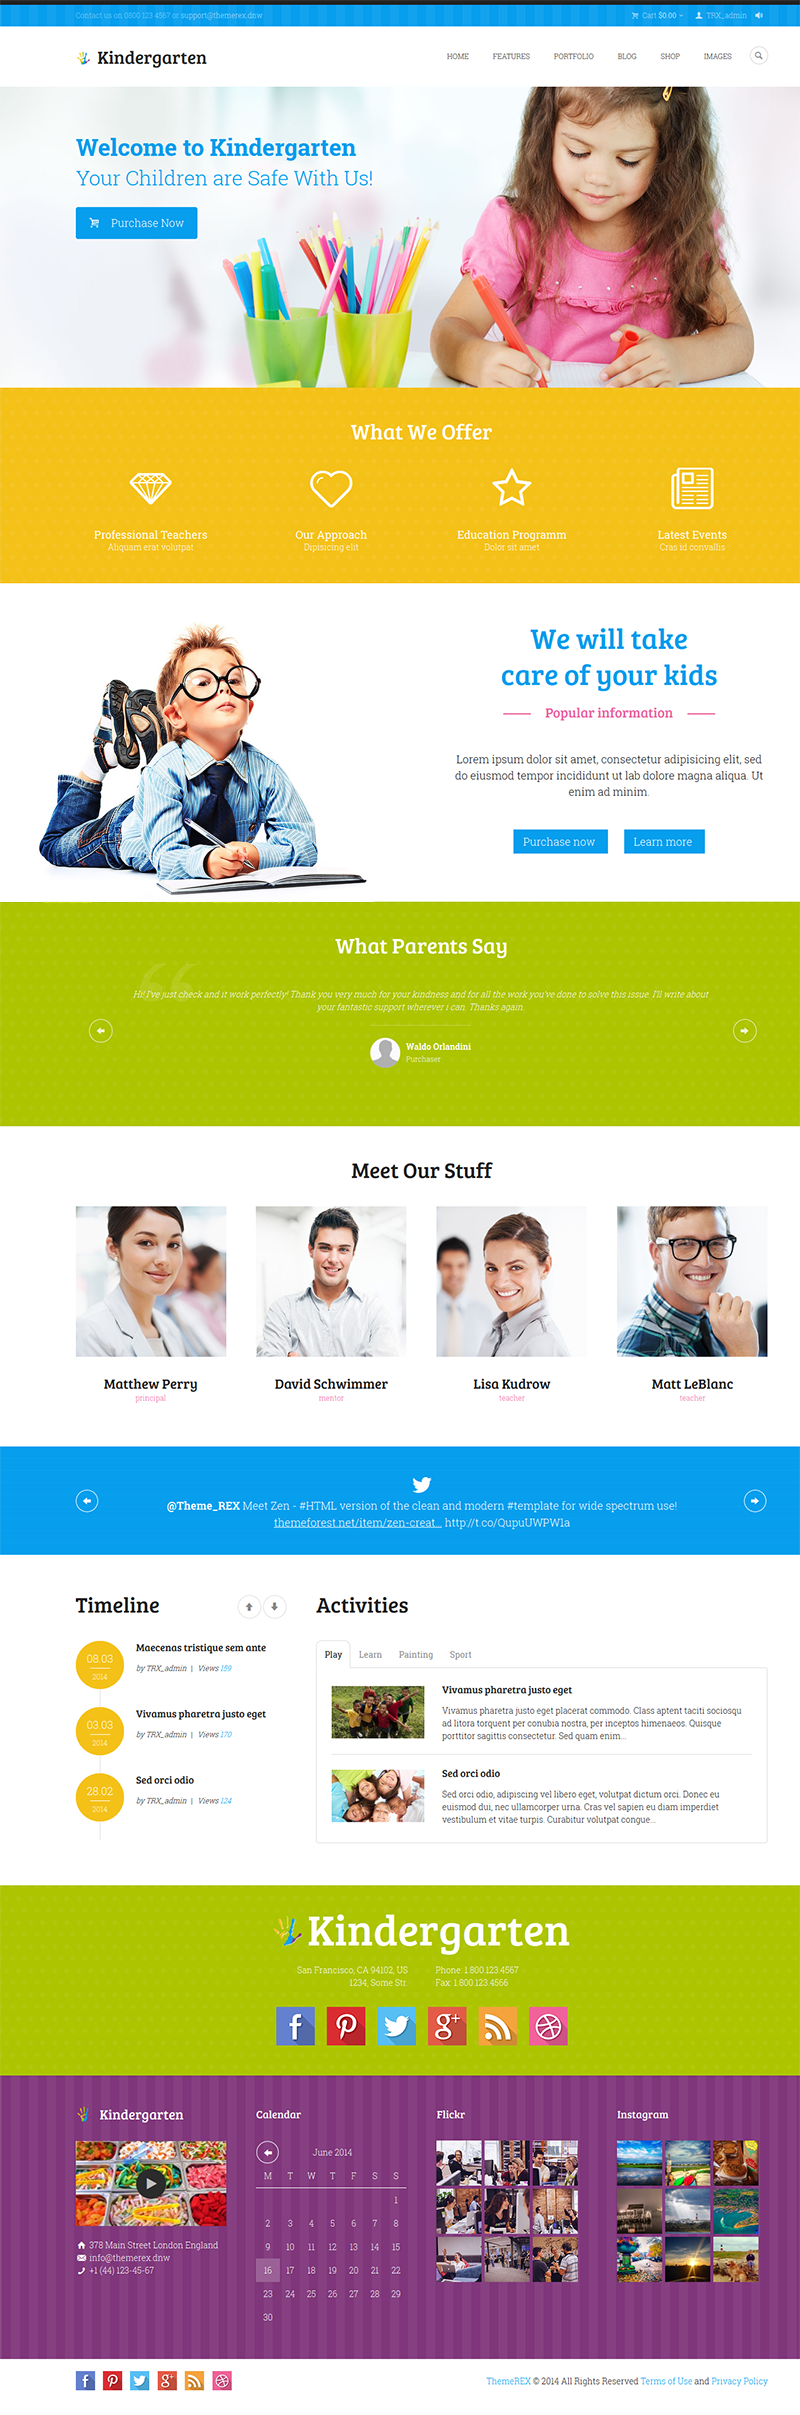 Contact us on 0800 123 4567 or support@themerex.dnw
Cart $0.00
TRX_admin
Kindergarten
HOME FEATURES PORTFOLIO BLOG SHOP IMAGES
Welcome to Kindergarten
Your Children are Safe With Us!
Purchase Now
What We Offer
Professional Teachers
Aliquam erat volutpat
Our Approach
Dipisicing elit
Education Programm
Dolor sit amet
Latest Events
Cras id convalhs
We will take
care of your kids
Popular information
Lorem ipsum dolor sit amet, consectetur adipisicing elit, sed
do eiusmod tempor incididunt ut lab dolore magna aliqua. Ut
enim ad minim.
Purchase now
Learn more
What Parents Say
Hi! I've just check and it work perfectly! Thank you very much for your kindness and for all the work you've done to solve this issue. I'll write about
your fantastic support wherever i can. Thanks again.
Waldo Orlandini
Purchaser
Meet Our Stuff
Matthew Perry
principal
David Schwimmer
mentor
Lisa Kudrow
teacher
Matt LeBlanc
teacher
@Theme_REX Meet Zen - #HTML version of the clean and modern #template for wide spectrum use!
themeforest.net/item/zen-creat... http://t.co/QupuUWPW1a
Timeline
08.03
2014
Maecenas tristique sem ante
by TRX_admin | Views 159
03.03
2014
Vivamus pharetra justo eget
by TRX_admin | Views 170
28.02
2014
Sed orci odio
by TRX_admin | Views 124
Activities
Play Learn Painting Sport
Vivamus pharetra justo eget
Vivamus pharetra justo eget placerat commodo. Class aptent taciti sociosqu
ad litora torquent per conubia nostra, per inceptos himenaeos. Quisque
porttitor sagittis consectetur. Sed quam enim...
Sed orci odio
Sed orci odio, adipiscing vel libero eget, volutpat dictum orci. Donec eu
euismod dui, nec ullamcorper urna. Cras vel sapien eu diam imperdiet
vestibulum et vitae turpis. Curabitur volutpat congue...
Kindergarten
San Francisco, CA 94102, US
1234, Some Str.
Phone: 1.800.123.4567
Fax: 1.800.123.4566
Kindergarten
378 Main Street London England
info@themerex.dnw
+1 (44) 123-45-67
Calendar
June 2014
M T W T F S S
1
2 3 4 5 6 7 8
9 10 11 12 13 14 15
16 17 18 19 20 21 22
23 24 25 26 27 28 29
30
Flickr
Instagram
ThemeREX © 2014 All Rights Reserved Terms of Use and Privacy Policy